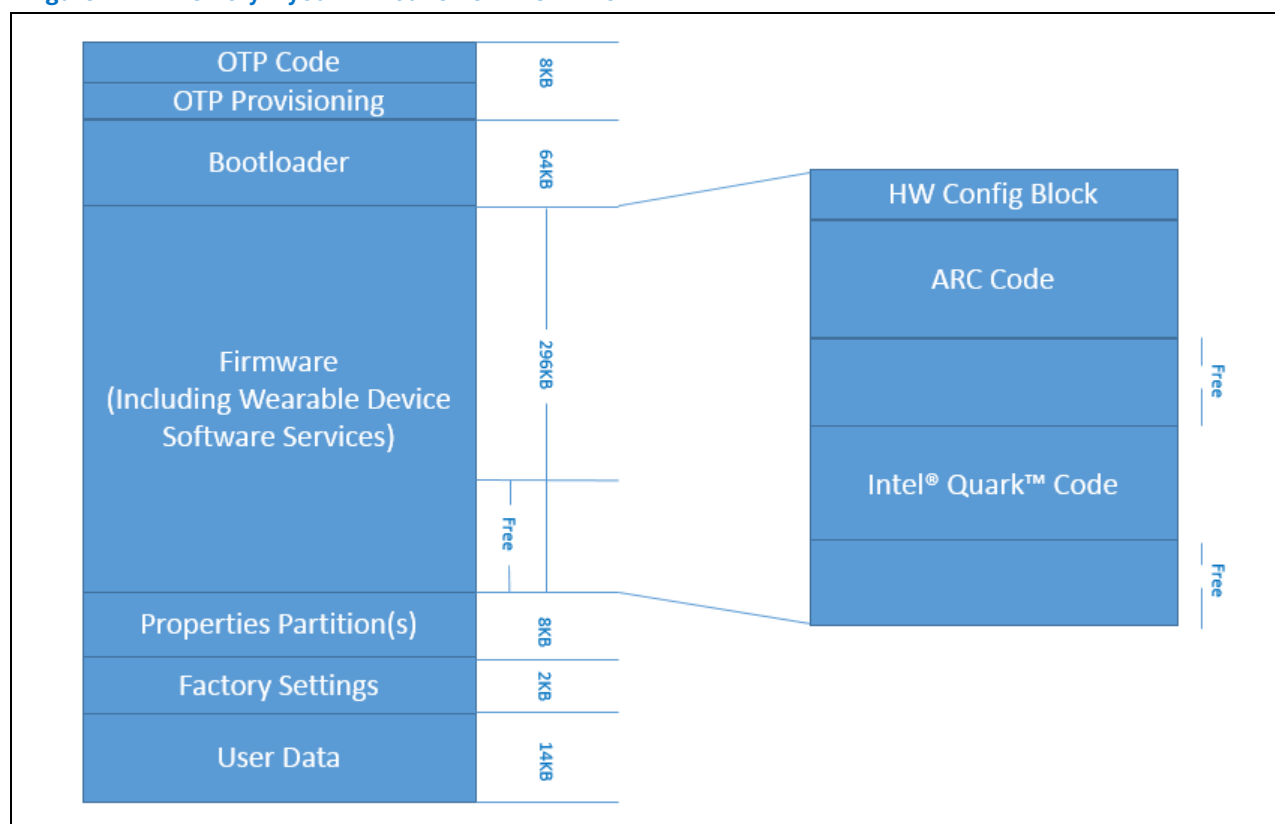 OTP Code
OTP Provisioning
8KB
Bootloader
64KB
Firmware
(Including Wearable Device
Software Services)
296KB
Free
Properties Partition(s)
8KB
Factory Settings
2KB
User Data
14KB
HW Config Block
ARC Code
Free
Intel® Quark™ Code
Free